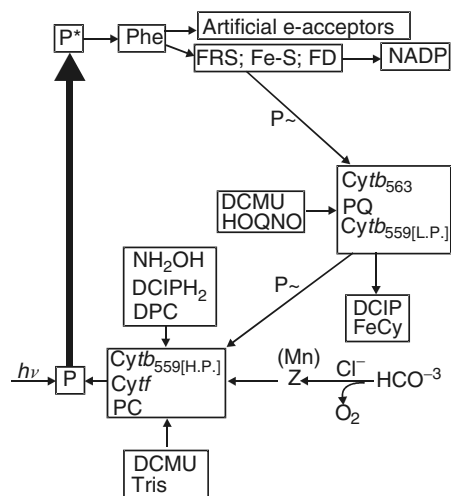 P* Phe Artificial e-acceptors
FRS; Fe-S; FD NADP
P~
DCMU
HOQNO
Cytb563
PQ
Cytb559[L.P.]
NH2OH
DCIPH2
DPC
P~
DCIP
FeCy
hν P
Cytb559[H.P.]
Cytf
PC
(Mn)
Z Cl− HCO−3
O2
DCMU
Tris